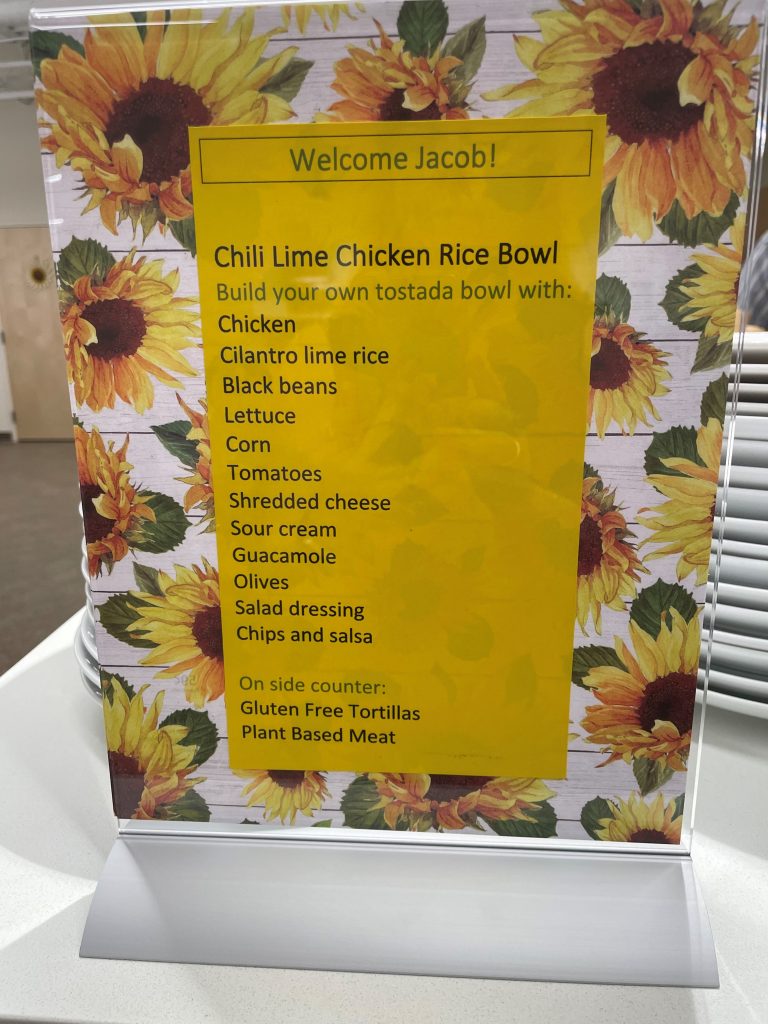 Welcome Jacob!
Chili Lime Chicken Rice Bowl
Build your own tostada bowl with:
Chicken
Cilantro lime rice
Black beans
Lettuce
Corn
Tomatoes
Shredded cheese
Sour cream
Guacamole
Olives
Salad dressing
Chips and salsa
On side counter:
Gluten Free Tortillas
Plant Based Meat